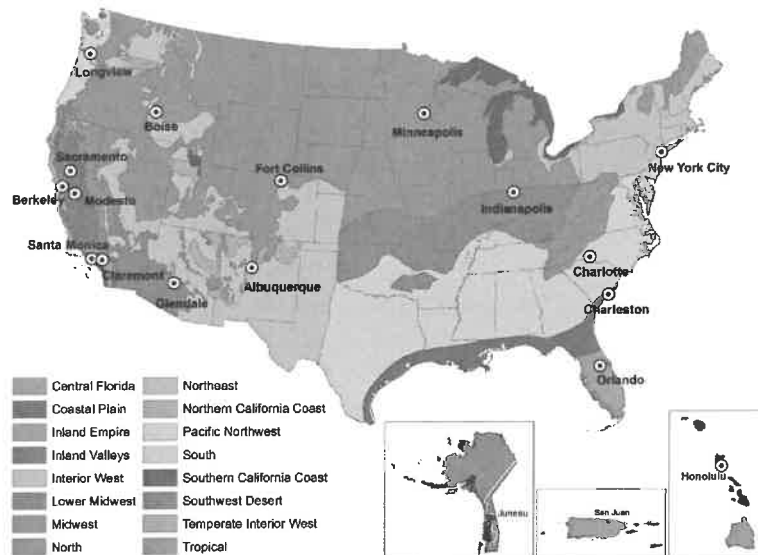 Longview
Boise
Minneapolis
Sacramento
Fort Collins
New York City
Berkeley
Modesto
Indianapolis
Santa Monica
Claremont
Charlotte
Glendale
Albuquerque
Charleston
Orlando
Central Florida
Coastal Plain
Inland Empire
Inland Valleys
Interior West
Lower Midwest
Midwest
North
Northeast
Northern California Coast
Pacific Northwest
South
Southern California Coast
Southwest Desert
Temperate Interior West
Tropical
Juneau
San Juan
Honolulu